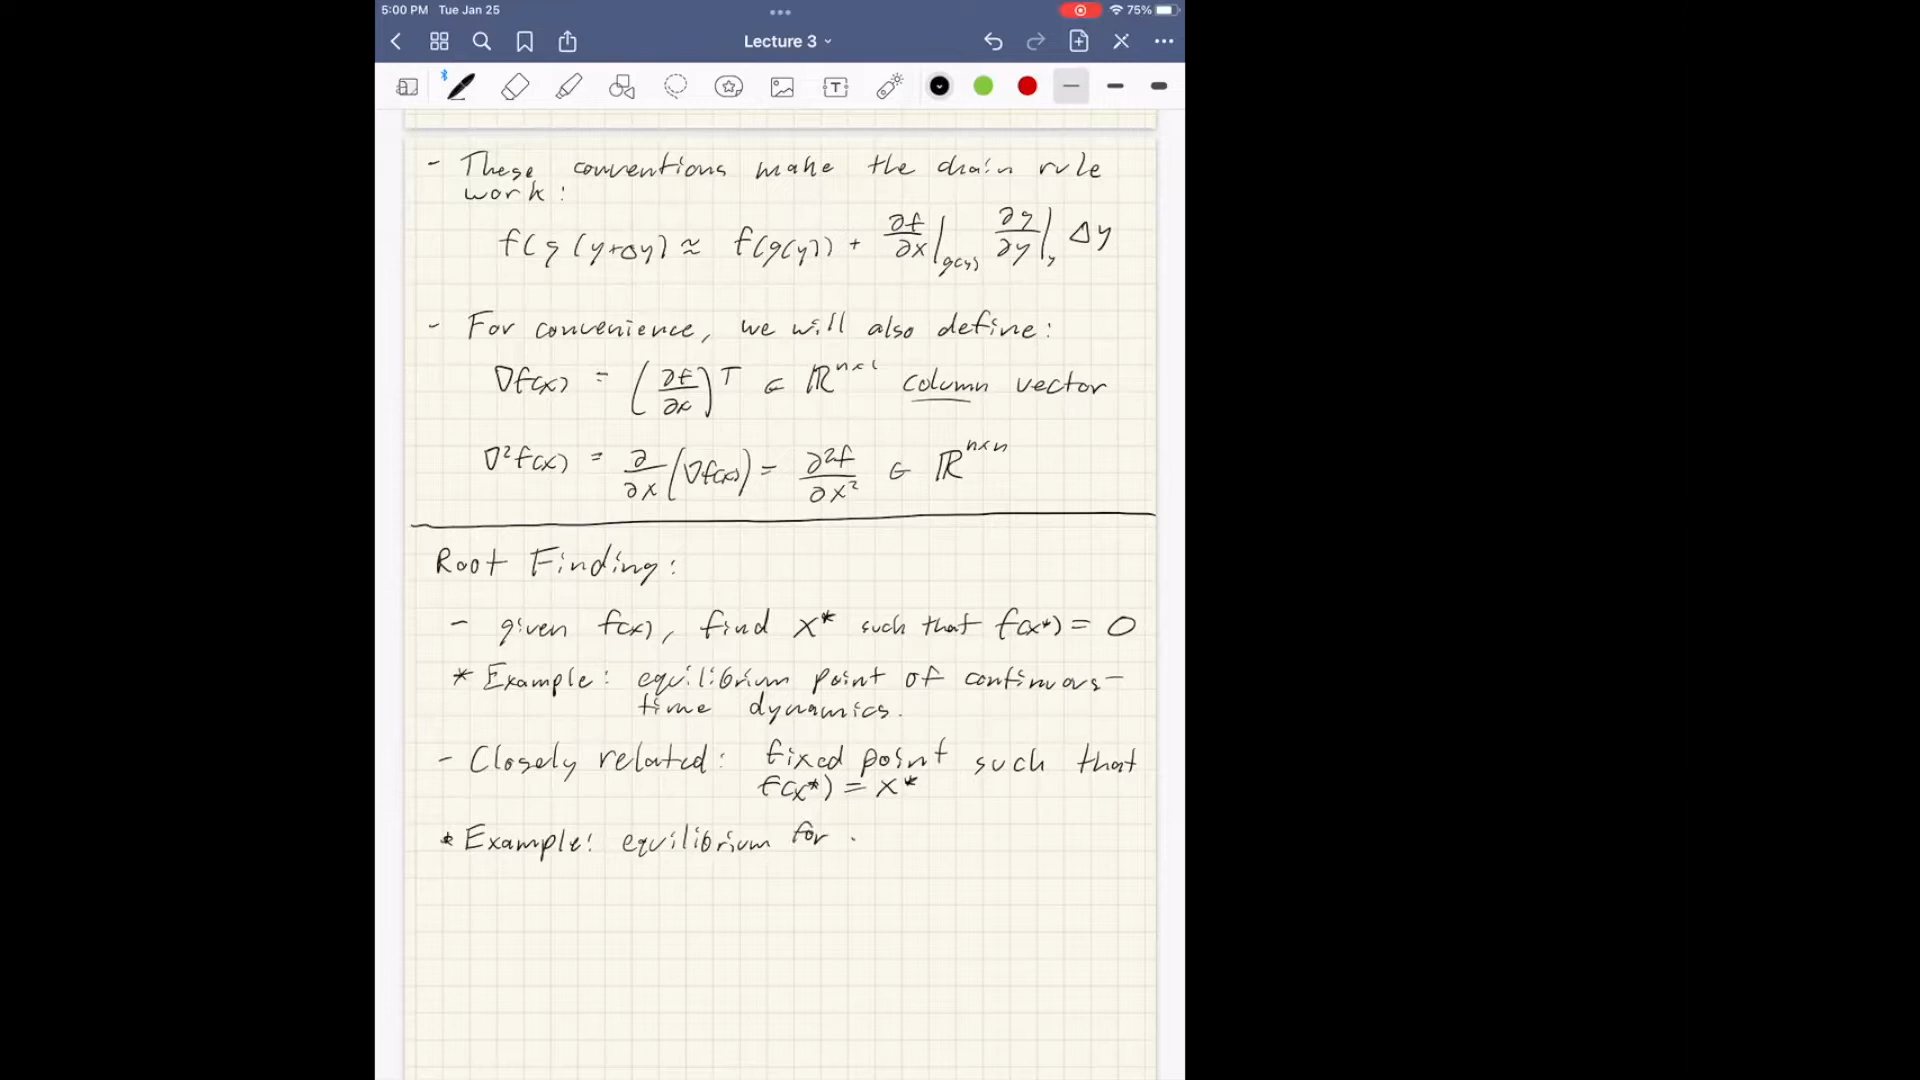 5:00 PM Tue Jan 25
75%
Lecture 3
- These conventions make the chain rule
work:
f(g(y+Δy) ≈ f(g(y)) + ∂f/∂x|g(y) ∂g/∂y|y Δy
- For convenience, we will also define:
∇f(x) = (∂f/∂x)ᵀ ∈ ℝⁿˣ¹ column vector
∇²f(x) = ∂/∂x(∇f(x)) = ∂²f/∂x² ∈ ℝⁿˣⁿ
Root Finding:
- given f(x), find x* such that f(x*) = 0
* Example: equilibrium point of continuous-
time dynamics.
- Closely related: fixed point such that
f(x*) = x*
* Example: equilibrium for